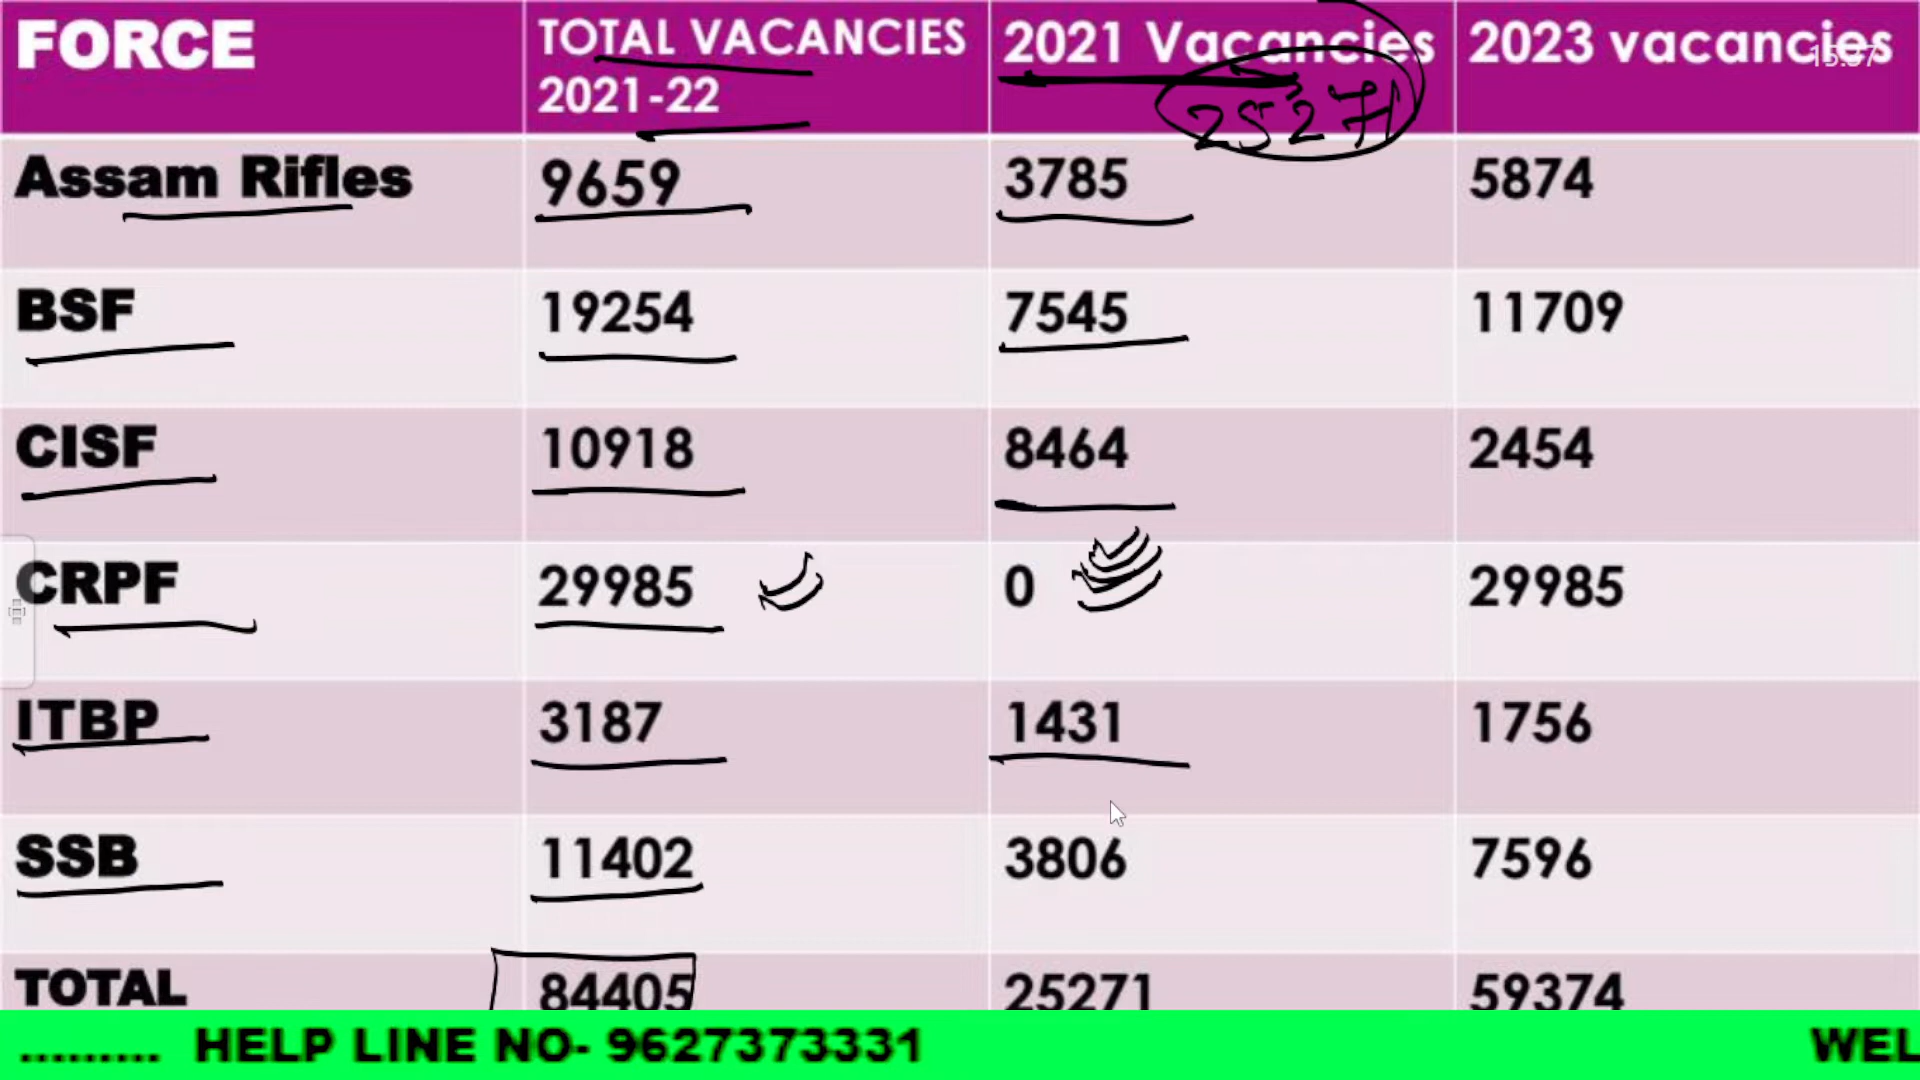 FORCE
TOTAL VACANCIES
2021-22
2021 Vacancies
25271
2023 vacancies
15:37
Assam Rifles 9659 3785 5874
BSF 19254 7545 11709
CISF 10918 8464 2454
CRPF 29985 0 29985
ITBP 3187 1431 1756
SSB 11402 3806 7596
TOTAL 84405 25271 59374
......... HELP LINE NO- 9627373331 WEL